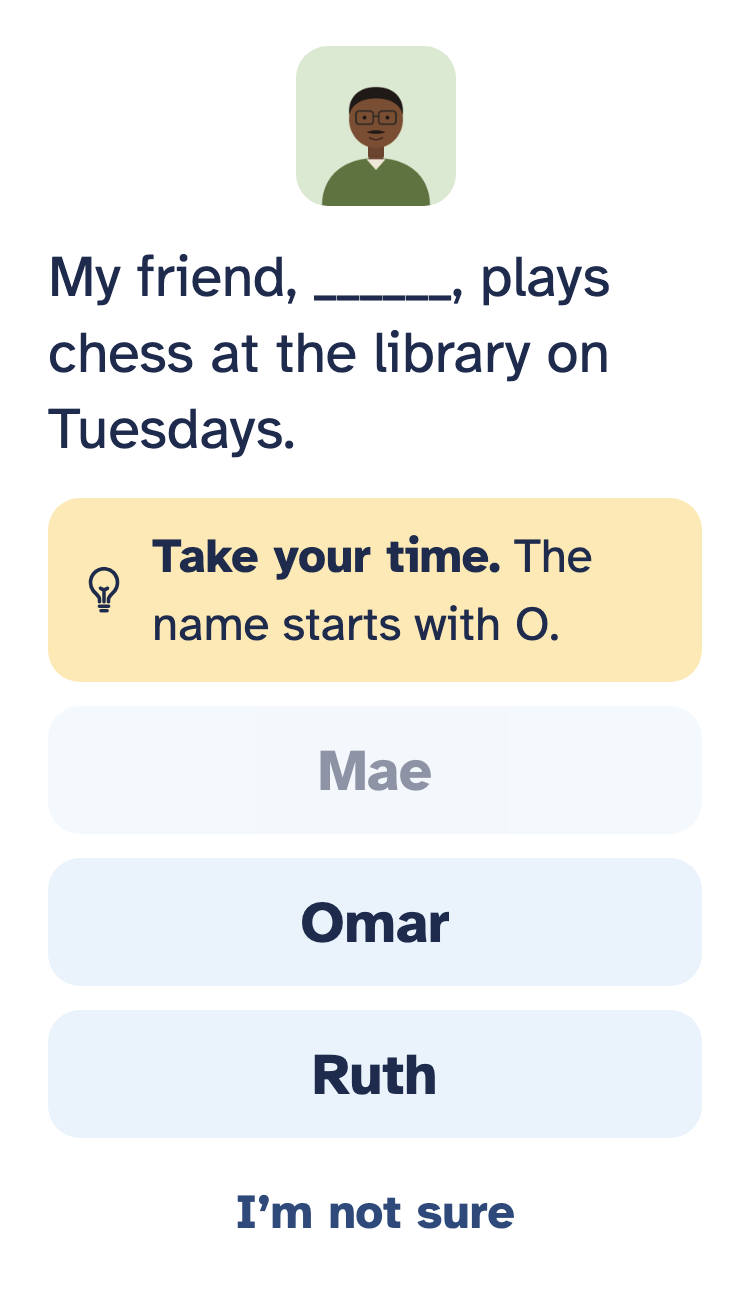 My friend, ______, plays
chess at the library on
Tuesdays.
Take your time. The
name starts with O.
Mae
Omar
Ruth
I’m not sure